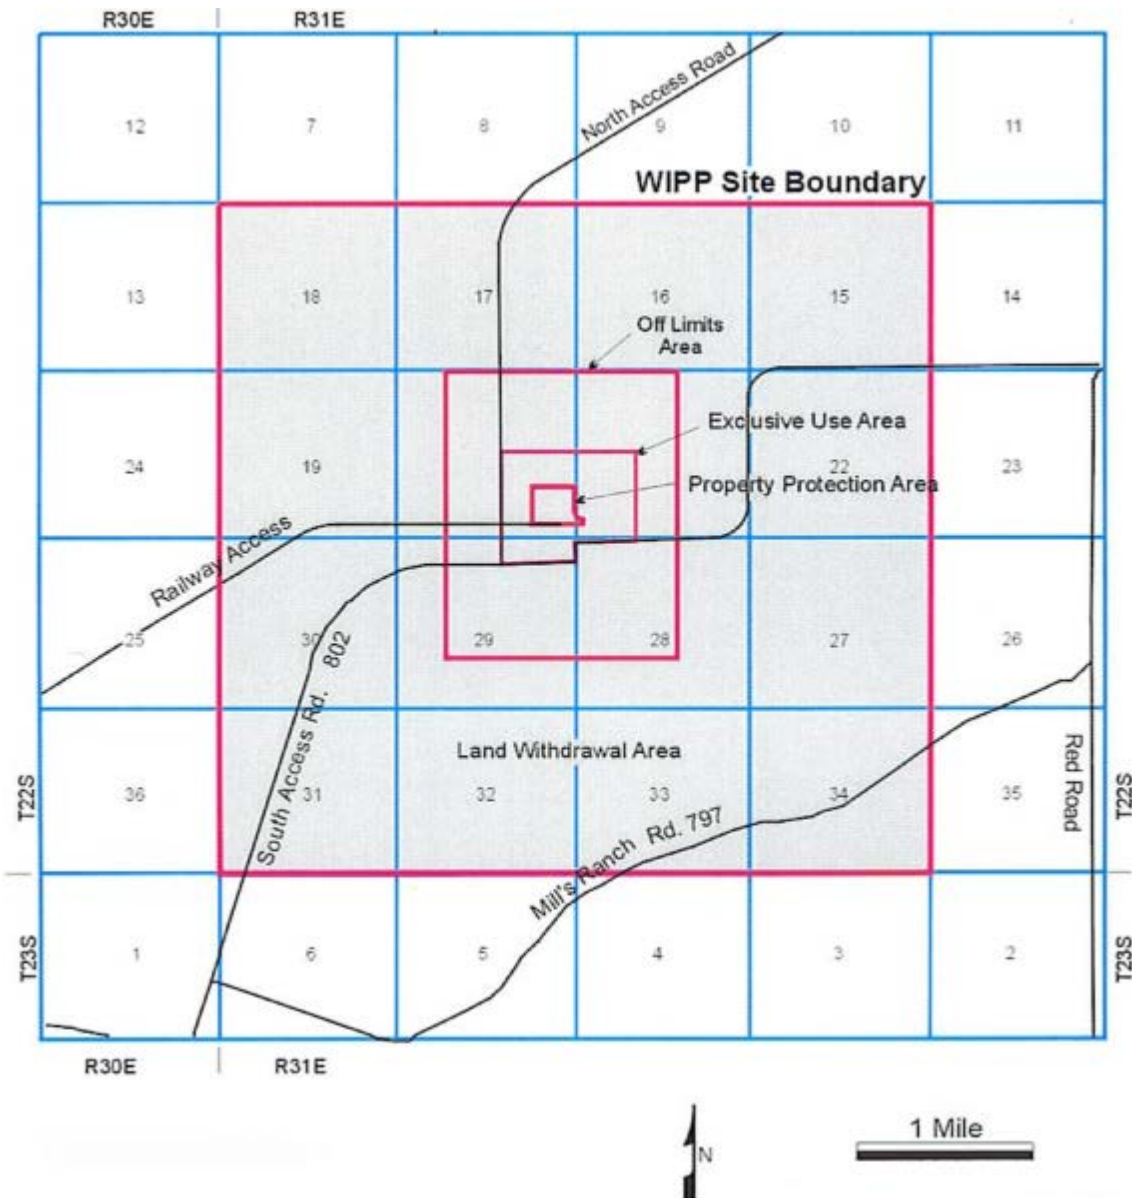 R30E R31E
North Access Road
12 7 8 9 10 11
WIPP Site Boundary
13 18 17 16 15 14
Off Limits
Area
Exclusive Use Area
24 19 22 23
Property Protection Area
Railway Access
25 30 29 28 27 26
South Access Rd. 802
Land Withdrawal Area
Red Road
T22S 36 31 32 33 34 35 T22S
Mill's Ranch Rd. 797
T23S 1 6 5 4 3 2 T23S
R30E R31E
1 Mile
N